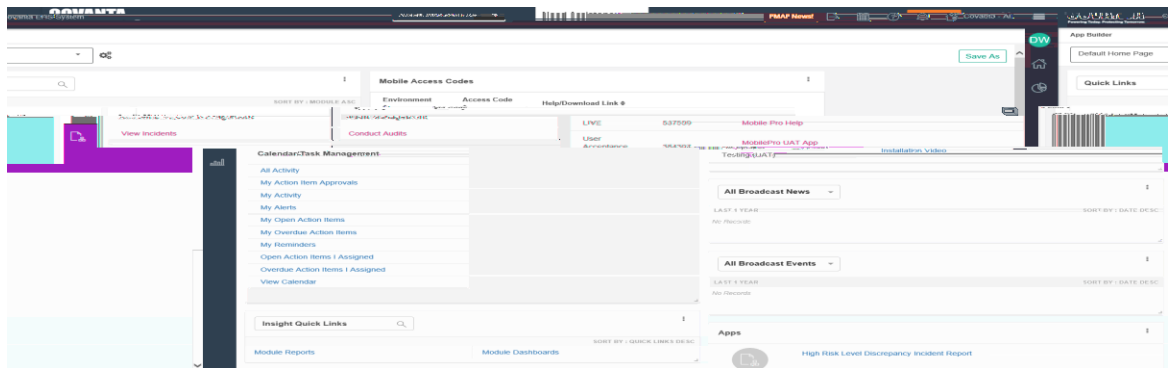 COVANTA
PMAP News!
DW
App Builder
Save As
Default Home Page
Mobile Access Codes
Quick Links
SORT BY : MODULE ASC
Environment
Access Code
Help/Download Link
LIVE
537509
Mobile Pro Help
View Incidents
Conduct Audits
User
Acceptance
MobilePro UAT App
Installation Video
Testing(UAT)
Calendar/Task Management
All Activity
My Action Item Approvals
My Activity
My Alerts
My Open Action Items
My Overdue Action Items
My Reminders
Open Action Items I Assigned
Overdue Action Items I Assigned
View Calendar
All Broadcast News
LAST 1 YEAR
SORT BY : DATE DESC
No Records
All Broadcast Events
LAST 1 YEAR
SORT BY : DATE DESC
No Records
Insight Quick Links
SORT BY : QUICK LINKS DESC
Module Reports
Module Dashboards
Apps
High Risk Level Discrepancy Incident Report